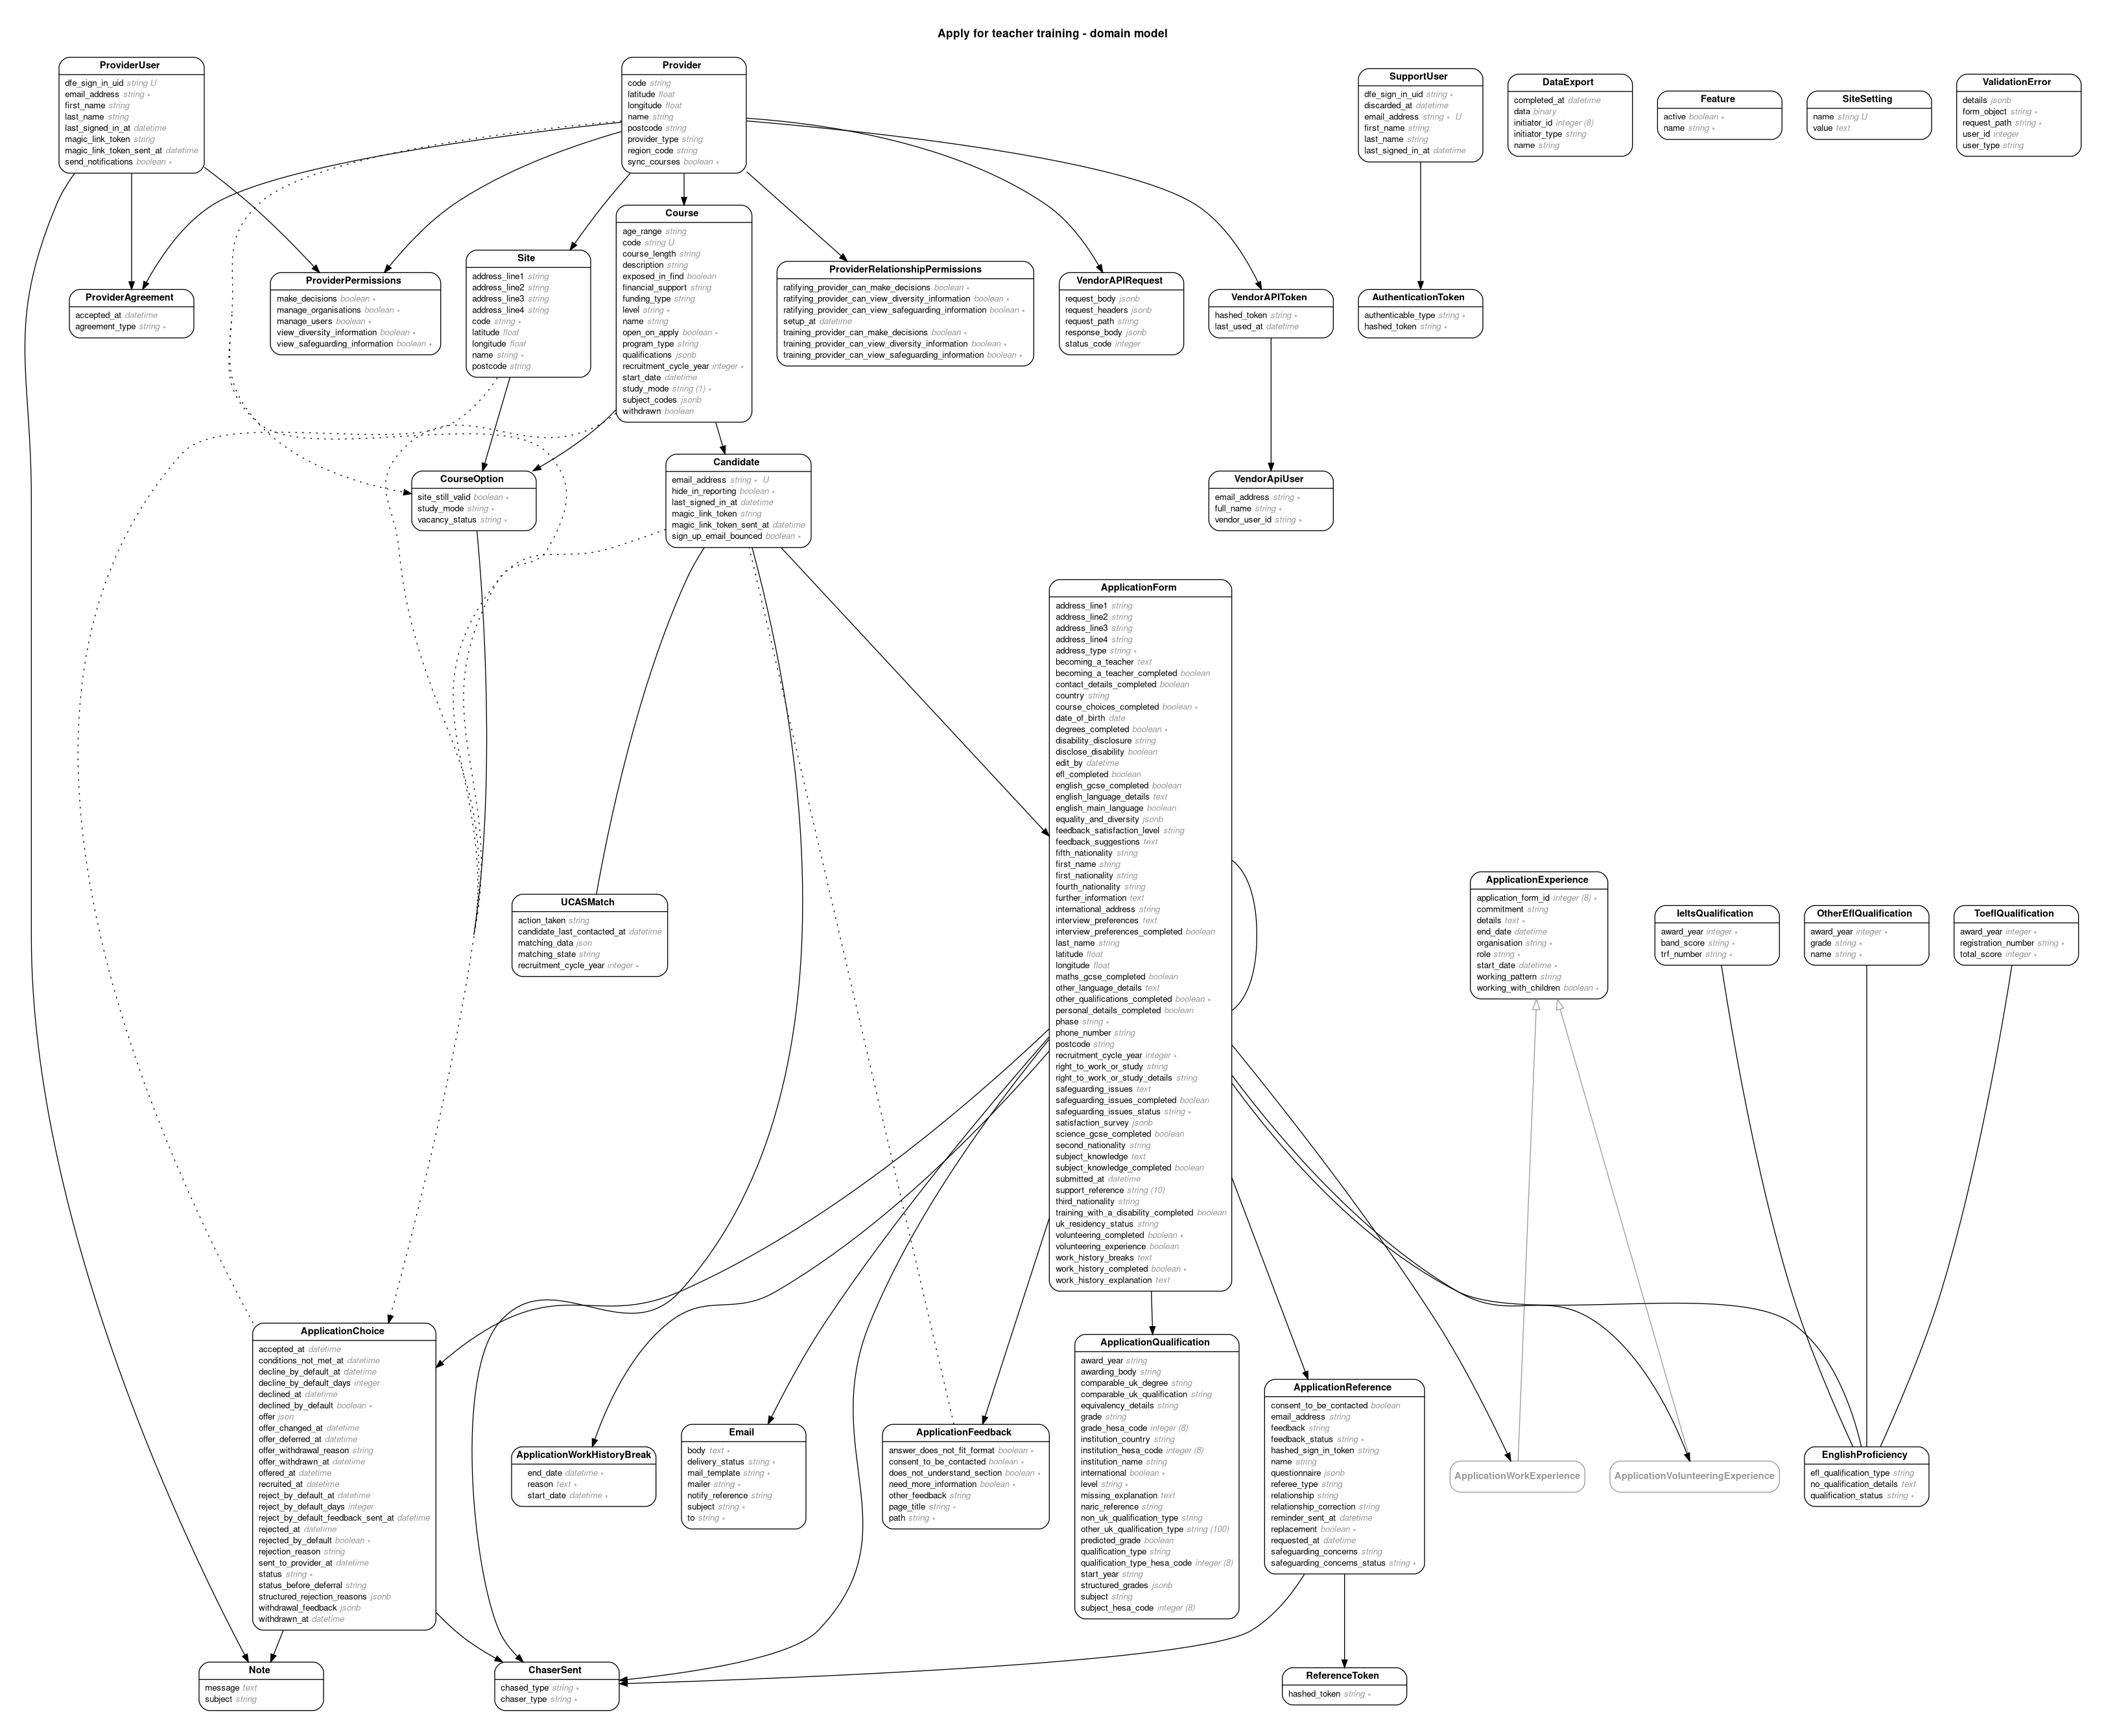 Apply for teacher training - domain model
ProviderUser
dfe_sign_in_uid string U
email_address string ∗
first_name string
last_name string
last_signed_in_at datetime
magic_link_token string
magic_link_token_sent_at datetime
send_notifications boolean ∗
Provider
code string
latitude float
longitude float
name string
postcode string
provider_type string
region_code string
sync_courses boolean ∗
SupportUser
dfe_sign_in_uid string ∗
discarded_at datetime
email_address string ∗ U
first_name string
last_name string
last_signed_in_at datetime
DataExport
completed_at datetime
data binary
initiator_id integer (8)
initiator_type string
name string
Feature
active boolean ∗
name string ∗
SiteSetting
name string U
value text
ValidationError
details jsonb
form_object string ∗
request_path string ∗
user_id integer
user_type string
ProviderAgreement
accepted_at datetime
agreement_type string ∗
ProviderPermissions
make_decisions boolean ∗
manage_organisations boolean ∗
manage_users boolean ∗
view_diversity_information boolean ∗
view_safeguarding_information boolean ∗
Site
address_line1 string
address_line2 string
address_line3 string
address_line4 string
code string ∗
latitude float
longitude float
name string ∗
postcode string
Course
age_range string
code string U
course_length string
description string
exposed_in_find boolean
financial_support string
funding_type string
level string ∗
name string
open_on_apply boolean ∗
program_type string
qualifications jsonb
recruitment_cycle_year integer ∗
start_date datetime
study_mode string (1) ∗
subject_codes jsonb
withdrawn boolean
ProviderRelationshipPermissions
ratifying_provider_can_make_decisions boolean ∗
ratifying_provider_can_view_diversity_information boolean ∗
ratifying_provider_can_view_safeguarding_information boolean ∗
setup_at datetime
training_provider_can_make_decisions boolean ∗
training_provider_can_view_diversity_information boolean ∗
training_provider_can_view_safeguarding_information boolean ∗
VendorAPIRequest
request_body jsonb
request_headers jsonb
request_path string
response_body jsonb
status_code integer
VendorAPIToken
hashed_token string ∗
last_used_at datetime
AuthenticationToken
authenticable_type string ∗
hashed_token string ∗
CourseOption
site_still_valid boolean ∗
study_mode string ∗
vacancy_status string ∗
Candidate
email_address string ∗ U
hide_in_reporting boolean ∗
last_signed_in_at datetime
magic_link_token string
magic_link_token_sent_at datetime
sign_up_email_bounced boolean ∗
VendorApiUser
email_address string ∗
full_name string ∗
vendor_user_id string ∗
ApplicationForm
address_line1 string
address_line2 string
address_line3 string
address_line4 string
address_type string ∗
becoming_a_teacher text
becoming_a_teacher_completed boolean
contact_details_completed boolean
country string
course_choices_completed boolean ∗
date_of_birth date
degrees_completed boolean ∗
disability_disclosure string
disclose_disability boolean
edit_by datetime
efl_completed boolean
english_gcse_completed boolean
english_language_details text
english_main_language boolean
equality_and_diversity jsonb
feedback_satisfaction_level string
feedback_suggestions text
fifth_nationality string
first_name string
first_nationality string
fourth_nationality string
further_information text
international_address string
interview_preferences text
interview_preferences_completed boolean
last_name string
latitude float
longitude float
maths_gcse_completed boolean
other_language_details text
other_qualifications_completed boolean ∗
personal_details_completed boolean
phase string ∗
phone_number string
postcode string
recruitment_cycle_year integer ∗
right_to_work_or_study string
right_to_work_or_study_details string
safeguarding_issues text
safeguarding_issues_completed boolean
safeguarding_issues_status string ∗
satisfaction_survey jsonb
science_gcse_completed boolean
second_nationality string
subject_knowledge text
subject_knowledge_completed boolean
submitted_at datetime
support_reference string (10)
third_nationality string
training_with_a_disability_completed boolean
uk_residency_status string
volunteering_completed boolean ∗
volunteering_experience boolean
work_history_breaks text
work_history_completed boolean ∗
work_history_explanation text
UCASMatch
action_taken string
candidate_last_contacted_at datetime
matching_data json
matching_state string
recruitment_cycle_year integer ∗
ApplicationExperience
application_form_id integer (8) ∗
commitment string
details text ∗
end_date datetime
organisation string ∗
role string ∗
start_date datetime ∗
working_pattern string
working_with_children boolean ∗
IeltsQualification
award_year integer ∗
band_score string ∗
trf_number string ∗
OtherEflQualification
award_year integer ∗
grade string ∗
name string ∗
ToeflQualification
award_year integer ∗
registration_number string ∗
total_score integer ∗
ApplicationChoice
accepted_at datetime
conditions_not_met_at datetime
decline_by_default_at datetime
decline_by_default_days integer
declined_at datetime
declined_by_default boolean ∗
offer json
offer_changed_at datetime
offer_deferred_at datetime
offer_withdrawal_reason string
offer_withdrawn_at datetime
offered_at datetime
recruited_at datetime
reject_by_default_at datetime
reject_by_default_days integer
reject_by_default_feedback_sent_at datetime
rejected_at datetime
rejected_by_default boolean ∗
rejection_reason string
sent_to_provider_at datetime
status string ∗
status_before_deferral string
structured_rejection_reasons jsonb
withdrawal_feedback jsonb
withdrawn_at datetime
ApplicationWorkHistoryBreak
end_date datetime ∗
reason text ∗
start_date datetime ∗
Email
body text ∗
delivery_status string ∗
mail_template string ∗
mailer string ∗
notify_reference string
subject string ∗
to string ∗
ApplicationFeedback
answer_does_not_fit_format boolean ∗
consent_to_be_contacted boolean ∗
does_not_understand_section boolean ∗
need_more_information boolean ∗
other_feedback string
page_title string ∗
path string ∗
ApplicationQualification
award_year string
awarding_body string
comparable_uk_degree string
comparable_uk_qualification string
equivalency_details string
grade string
grade_hesa_code integer (8)
institution_country string
institution_hesa_code integer (8)
institution_name string
international boolean ∗
level string ∗
missing_explanation text
naric_reference string
non_uk_qualification_type string
other_uk_qualification_type string (100)
predicted_grade boolean
qualification_type string
qualification_type_hesa_code integer (8)
start_year string
structured_grades jsonb
subject string
subject_hesa_code integer (8)
ApplicationReference
consent_to_be_contacted boolean
email_address string
feedback string
feedback_status string ∗
hashed_sign_in_token string
name string
questionnaire jsonb
referee_type string
relationship string
relationship_correction string
reminder_sent_at datetime
replacement boolean ∗
requested_at datetime
safeguarding_concerns string
safeguarding_concerns_status string ∗
ApplicationWorkExperience
ApplicationVolunteeringExperience
EnglishProficiency
efl_qualification_type string
no_qualification_details text
qualification_status string ∗
Note
message text
subject string
ChaserSent
chased_type string ∗
chaser_type string ∗
ReferenceToken
hashed_token string ∗